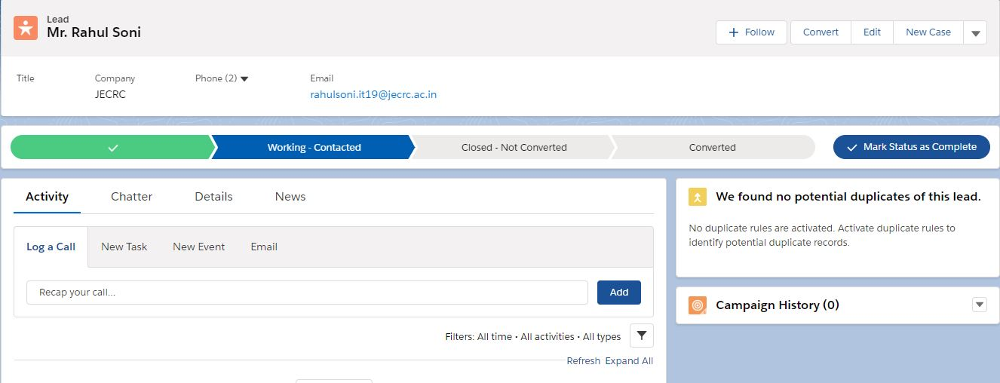 Lead
Mr. Rahul Soni
Follow Convert Edit New Case
Title Company Phone (2) Email
JECRC rahulsoni.it19@jecrc.ac.in
Working - Contacted Closed - Not Converted Converted Mark Status as Complete
Activity Chatter Details News
We found no potential duplicates of this lead.
No duplicate rules are activated. Activate duplicate rules to
identify potential duplicate records.
Log a Call New Task New Event Email
Recap your call... Add
Campaign History (0)
Filters: All time • All activities • All types
Refresh Expand All